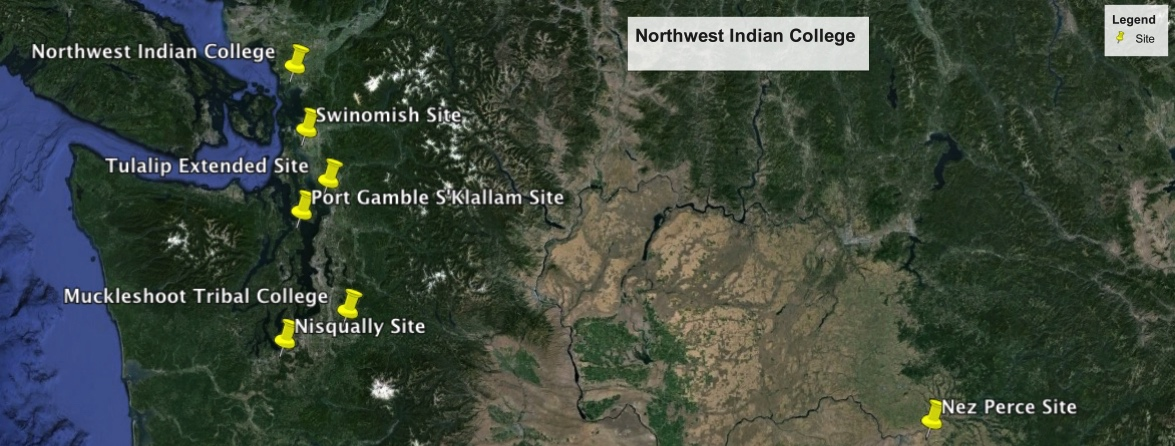 Northwest Indian College
Legend
Site
Northwest Indian College
Swinomish Site
Tulalip Extended Site
Port Gamble S'Klallam Site
Muckleshoot Tribal College
Nisqually Site
Nez Perce Site